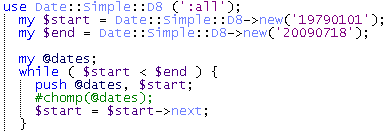 use Date::Simple::D8 (':all');
my $start = Date::Simple::D8->new('19790101');
my $end = Date::Simple::D8->new('20090718');
my @dates;
while ( $start < $end ) {
push @dates, $start;
#chomp(@dates);
$start = $start->next;
}